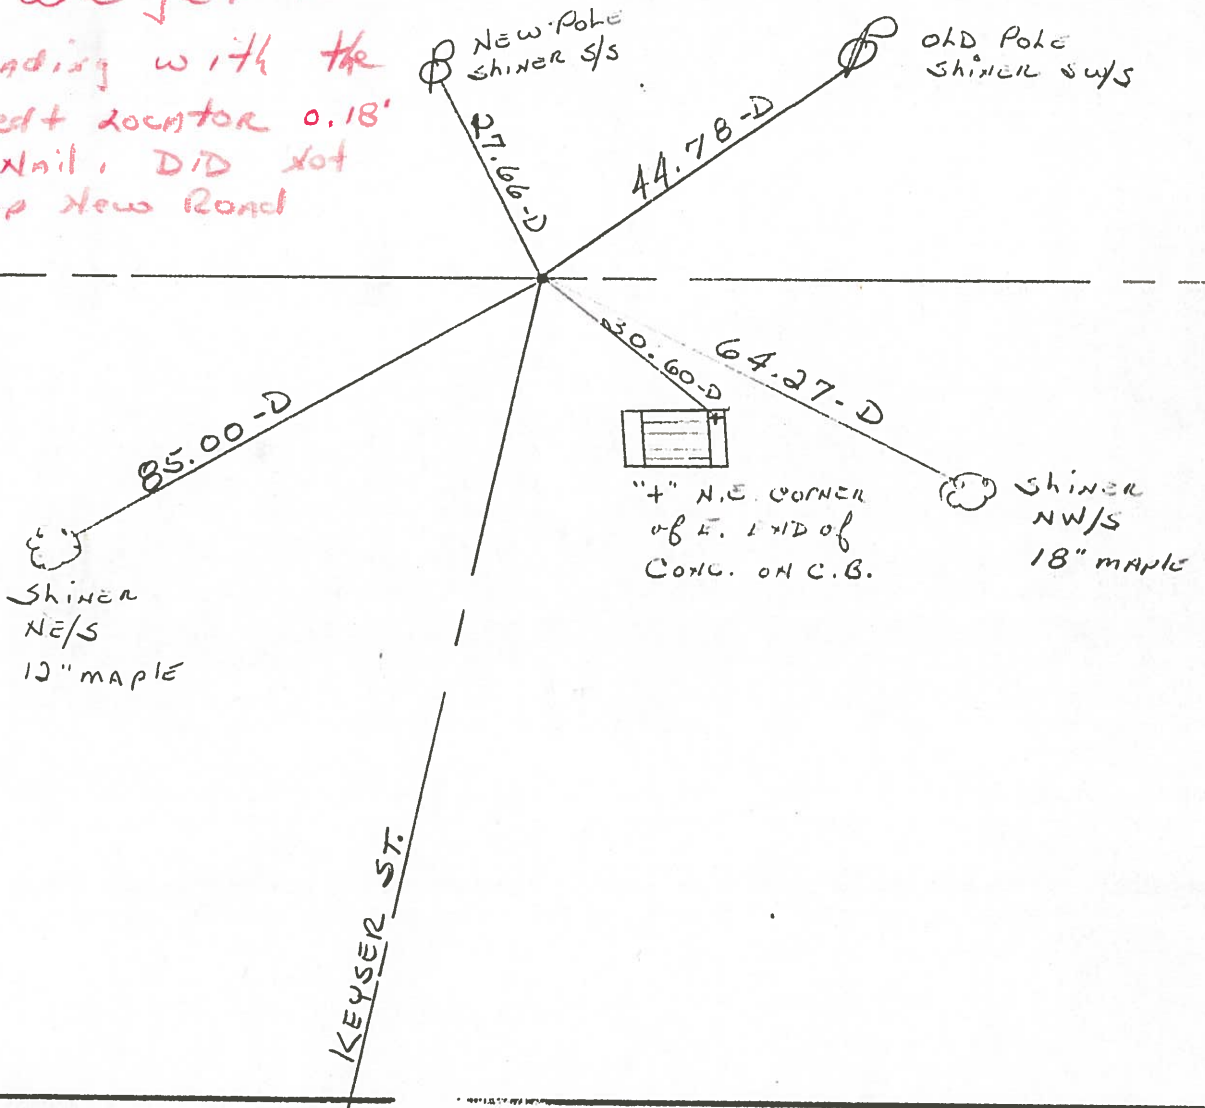 with the
Locator 0.18'
Nail. DID Not
New Road
NEW POLE
SHINER S/S
OLD POLE
SHINER SW/S
27.66-D
44.78-D
85.00-D
30.60-D
64.27-D
"+" N.E. CORNER
of E. END of
CONC. ON C.B.
SHINER
NW/S
18" MAPLE
SHINER
NE/S
12" MAPLE
KEYSER ST.